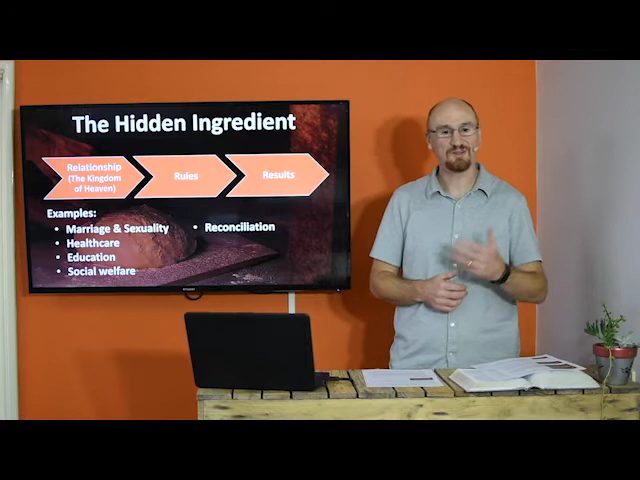 The Hidden Ingredient
Relationship
(The Kingdom
of Heaven)
Rules
Results
Examples:
• Marriage & Sexuality
• Healthcare
• Education
• Social welfare
• Reconciliation